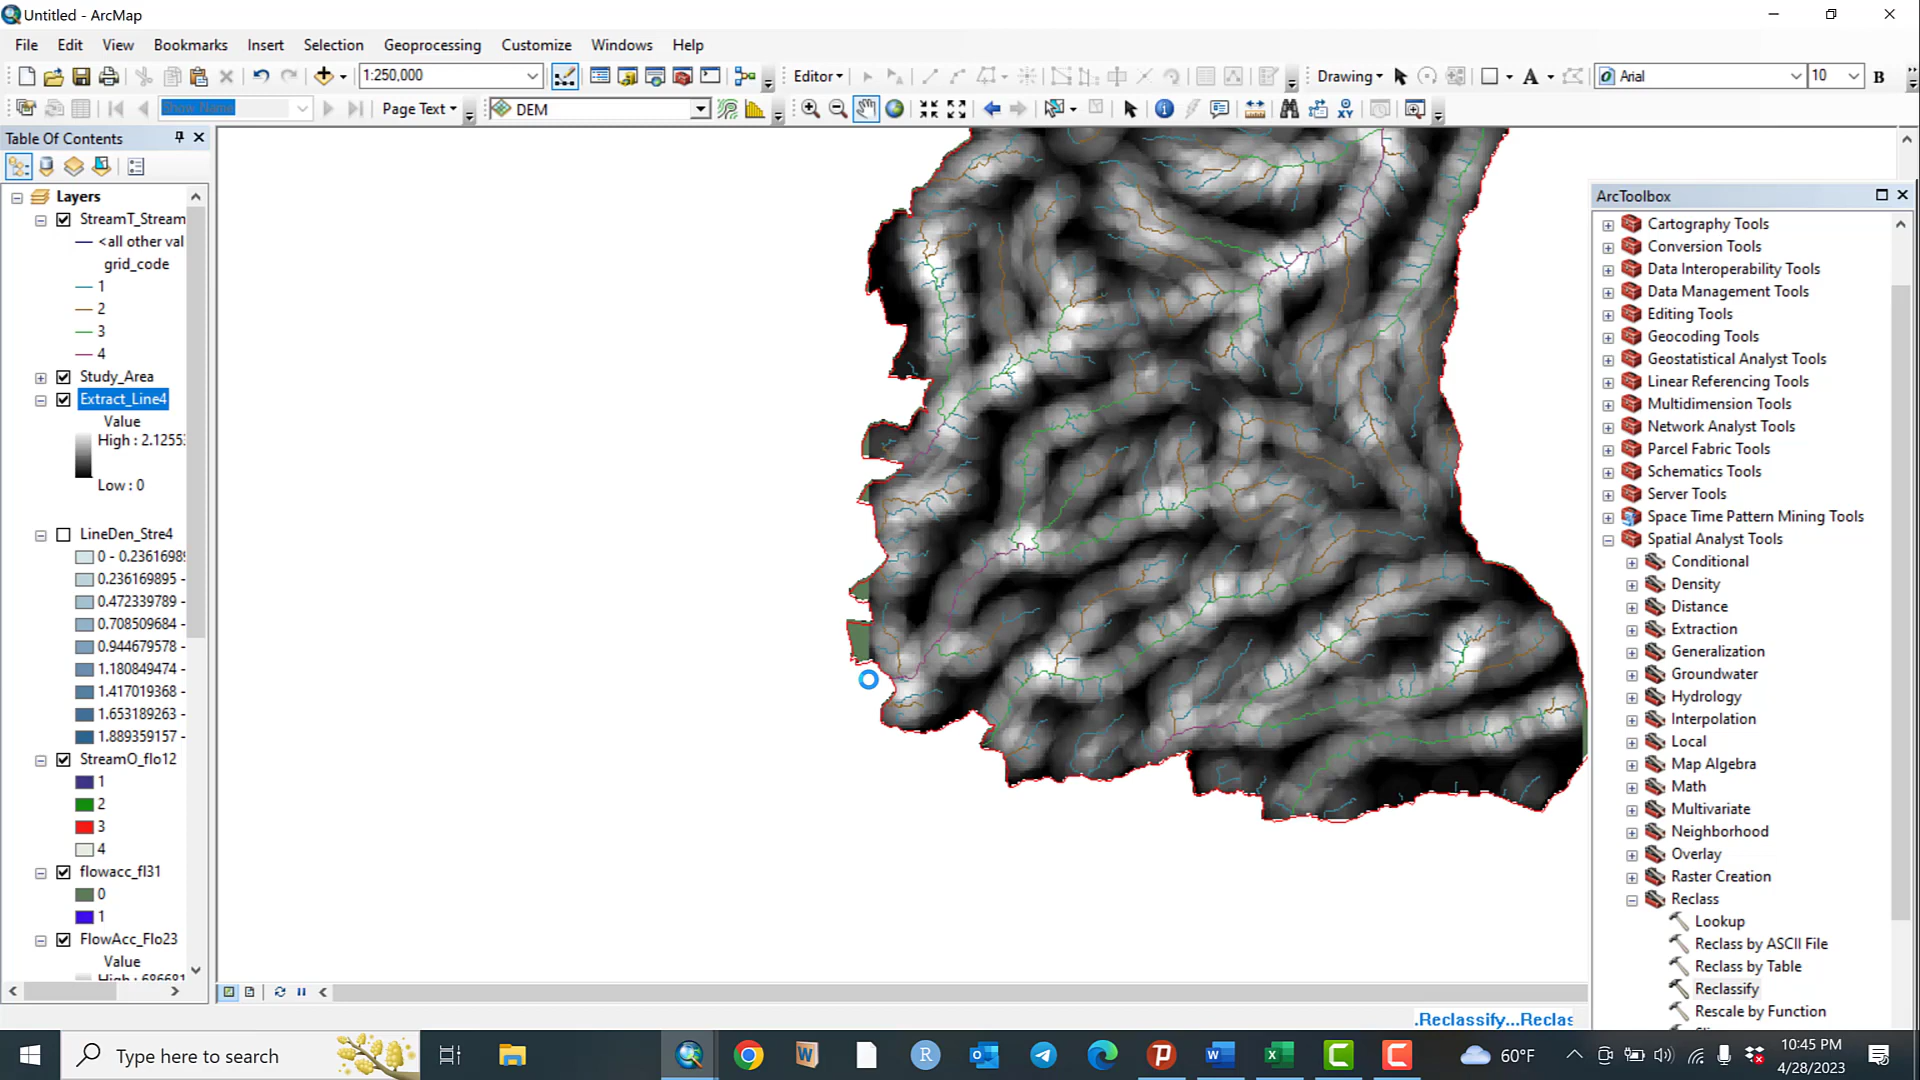 Untitled - ArcMap
File Edit View Bookmarks Insert Selection Geoprocessing Customize Windows Help
1:250,000 Editor Drawing Arial 10 B
Show Name Page Text DEM
Table Of Contents
Layers
StreamT_Stream
<all other val
grid_code
1
2
3
4
Study_Area
Extract_Line4
Value
High : 2.1255
Low : 0
LineDen_Stre4
0 - 0.2361698
0.236169895 -
0.472339789 -
0.708509684 -
0.944679578 -
1.180849474 -
1.417019368 -
1.653189263 -
1.889359157 -
StreamO_flo12
1
2
3
4
flowacc_fl31
0
1
FlowAcc_Flo23
Value
High : 686681
ArcToolbox
Cartography Tools
Conversion Tools
Data Interoperability Tools
Data Management Tools
Editing Tools
Geocoding Tools
Geostatistical Analyst Tools
Linear Referencing Tools
Multidimension Tools
Network Analyst Tools
Parcel Fabric Tools
Schematics Tools
Server Tools
Space Time Pattern Mining Tools
Spatial Analyst Tools
Conditional
Density
Distance
Extraction
Generalization
Groundwater
Hydrology
Interpolation
Local
Map Algebra
Math
Multivariate
Neighborhood
Overlay
Raster Creation
Reclass
Lookup
Reclass by ASCII File
Reclass by Table
Reclassify
Rescale by Function
.Reclassify...Reclas
Type here to search
60°F
10:45 PM
4/28/2023